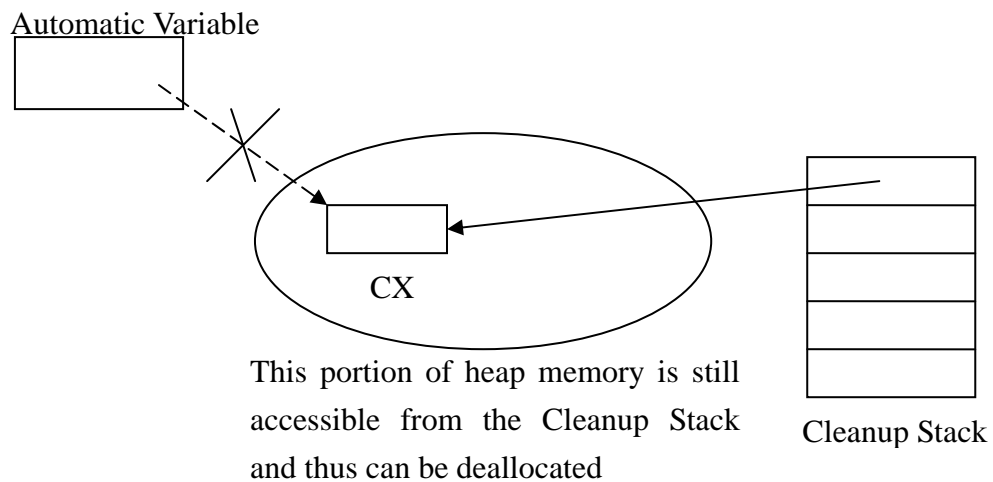 Automatic Variable
CX
This portion of heap memory is still
accessible from the Cleanup Stack
and thus can be deallocated
Cleanup Stack